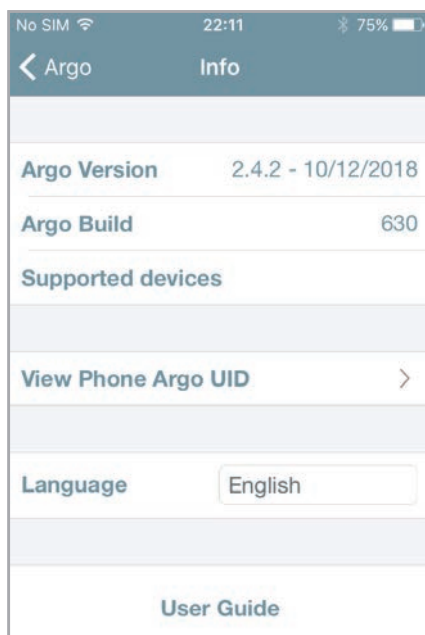 No SIM 22:11 75%
Argo Info
Argo Version 2.4.2 - 10/12/2018
Argo Build 630
Supported devices
View Phone Argo UID
Language English
User Guide